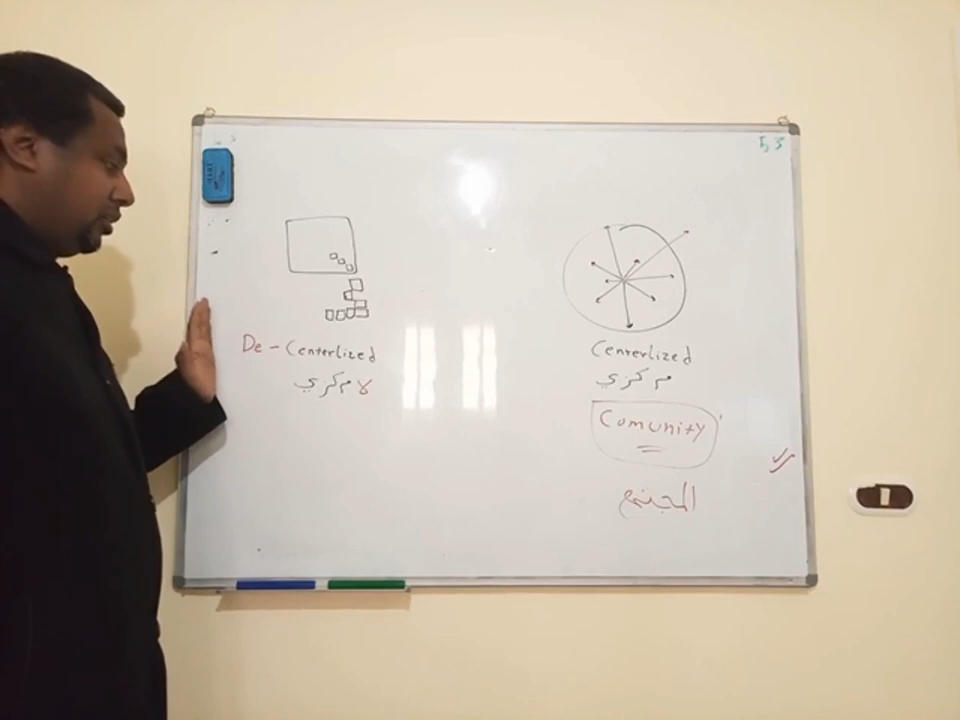 De - Centerlized
لا مركزي
Centerlized
مركزي
Comunity
المجتمع